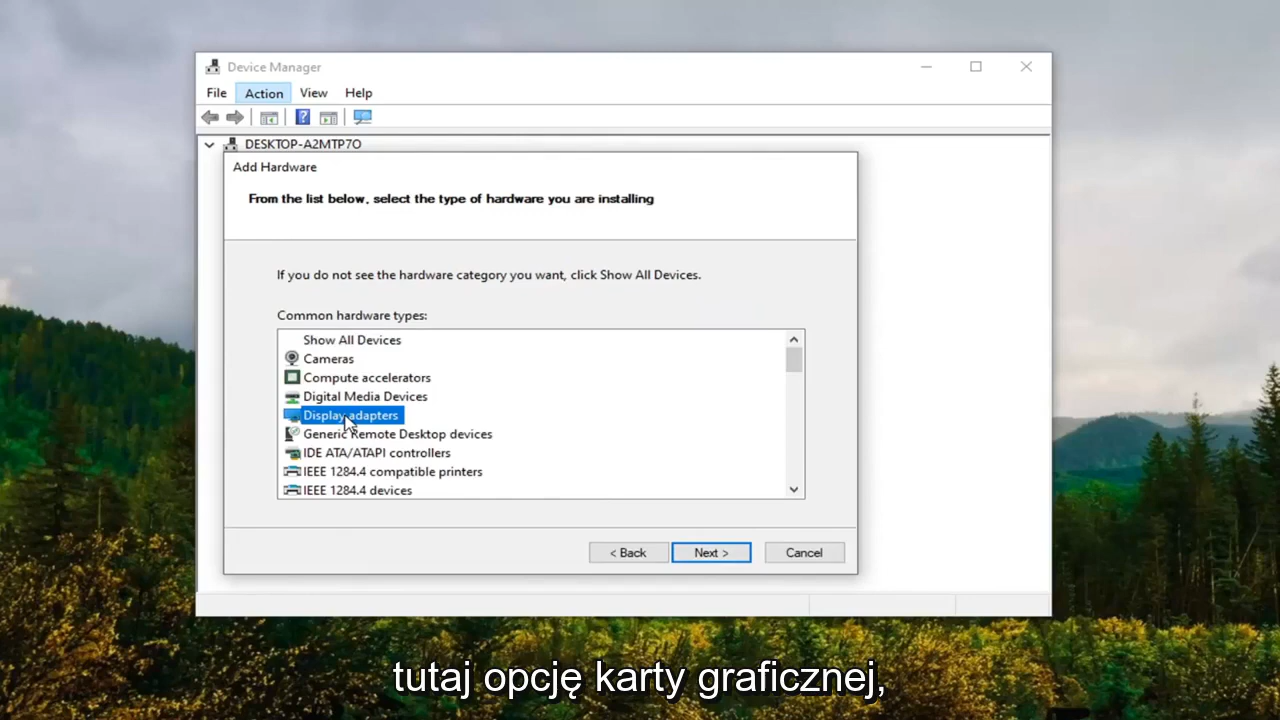 Device Manager
File Action View Help
DESKTOP-A2MTP7O
Add Hardware
From the list below, select the type of hardware you are installing
If you do not see the hardware category you want, click Show All Devices.
Common hardware types:
Show All Devices
Cameras
Compute accelerators
Digital Media Devices
Display adapters
Generic Remote Desktop devices
IDE ATA/ATAPI controllers
IEEE 1284.4 compatible printers
IEEE 1284.4 devices
< Back Next > Cancel
tutaj opcję karty graficznej,